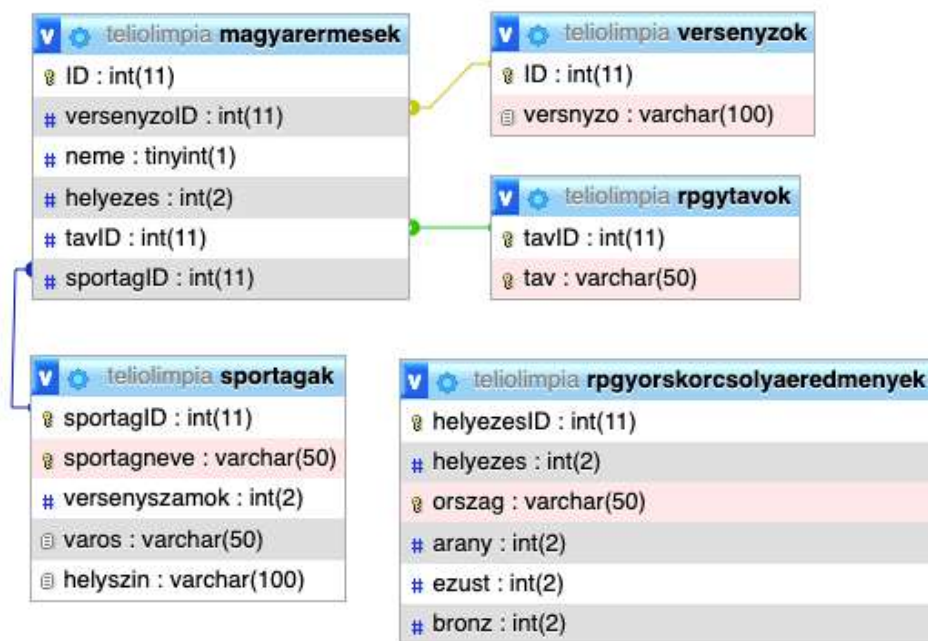 teliolimpia magyarermesek
ID : int(11)
versenyzoID : int(11)
neme : tinyint(1)
helyezes : int(2)
tavID : int(11)
sportagID : int(11)
teliolimpia versenyzok
ID : int(11)
versnyzo : varchar(100)
teliolimpia rpgytavok
tavID : int(11)
tav : varchar(50)
teliolimpia sportagak
sportagID : int(11)
sportagneve : varchar(50)
versenyszamok : int(2)
varos : varchar(50)
helyszin : varchar(100)
teliolimpia rpgyorskorcsolyaeredmenyek
helyezesID : int(11)
helyezes : int(2)
orszag : varchar(50)
arany : int(2)
ezust : int(2)
bronz : int(2)